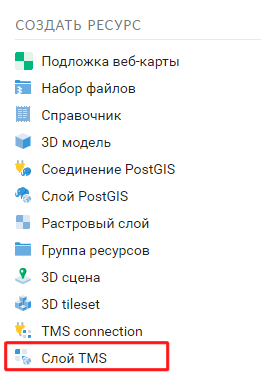 СОЗДАТЬ РЕСУРС
Подложка веб-карты
Набор файлов
Справочник
3D модель
Соединение PostGIS
Слой PostGIS
Растровый слой
Группа ресурсов
3D сцена
3D tileset
TMS connection
Слой TMS